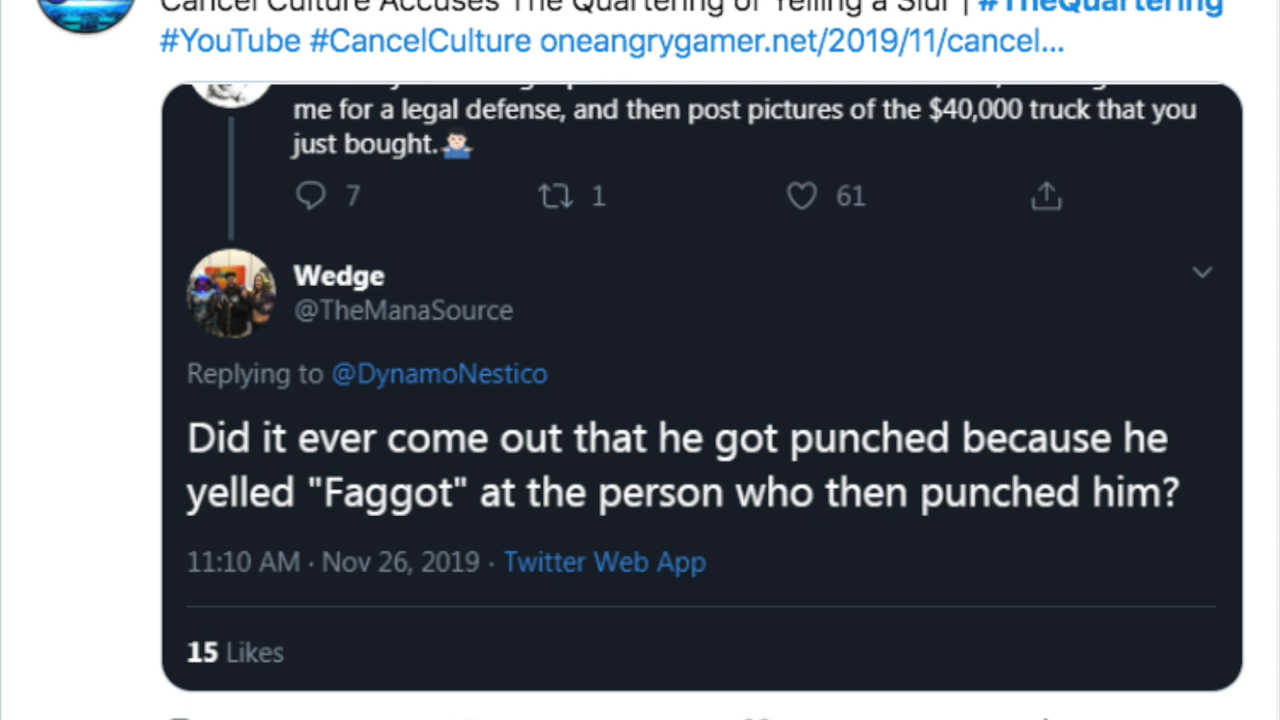 Cancel Culture Accuses The Quartering of Yelling a Slur | #TheQuartering
#YouTube #CancelCulture oneangrygamer.net/2019/11/cancel...
me for a legal defense, and then post pictures of the $40,000 truck that you
just bought.🤷🏻‍♂️
7 1 61
Wedge
@TheManaSource
Replying to @DynamoNestico
Did it ever come out that he got punched because he
yelled "Faggot" at the person who then punched him?
11:10 AM · Nov 26, 2019 · Twitter Web App
15 Likes